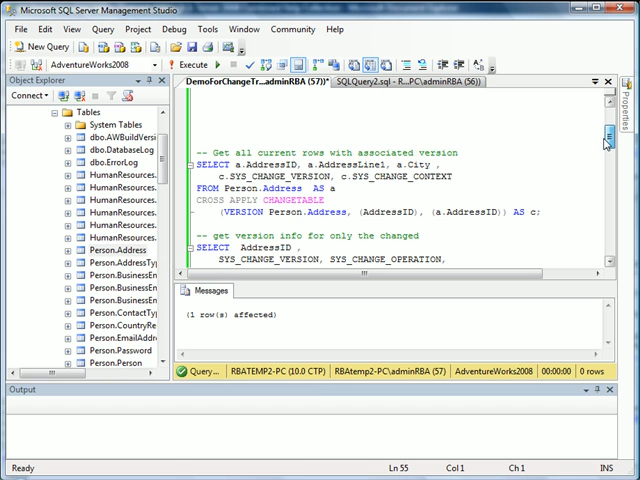 Microsoft SQL Server Management Studio
File Edit View Query Project Debug Tools Window Community Help
New Query
AdventureWorks2008 Execute
Object Explorer
Connect
Tables
System Tables
dbo.AWBuildVersi
dbo.DatabaseLog
dbo.ErrorLog
HumanResources.
HumanResources.
HumanResources.
HumanResources.
HumanResources.
HumanResources.
Person.Address
Person.AddressTy
Person.BusinessEn
Person.BusinessEn
Person.BusinessEn
Person.ContactTy
Person.CountryRe
Person.EmailAddre
Person.Password
Person.Person
DemoForChangeTr...adminRBA (57))* SQLQuery2.sql - R...PC\adminRBA (56))
-- Get all current rows with associated version
SELECT a.AddressID, a.AddressLine1, a.City ,
c.SYS_CHANGE_VERSION, c.SYS_CHANGE_CONTEXT
FROM Person.Address AS a
CROSS APPLY CHANGETABLE
(VERSION Person.Address, (AddressID), (a.AddressID)) AS c;
-- get version info for only the changed
SELECT AddressID ,
SYS_CHANGE_VERSION, SYS_CHANGE_OPERATION,
Messages
(1 row(s) affected)
Query... RBATEMP2-PC (10.0 CTP) RBAtemp2-PC\adminRBA (57) AdventureWorks2008 00:00:00 0 rows
Properties
Output
Ready Ln 55 Col 1 Ch 1 INS